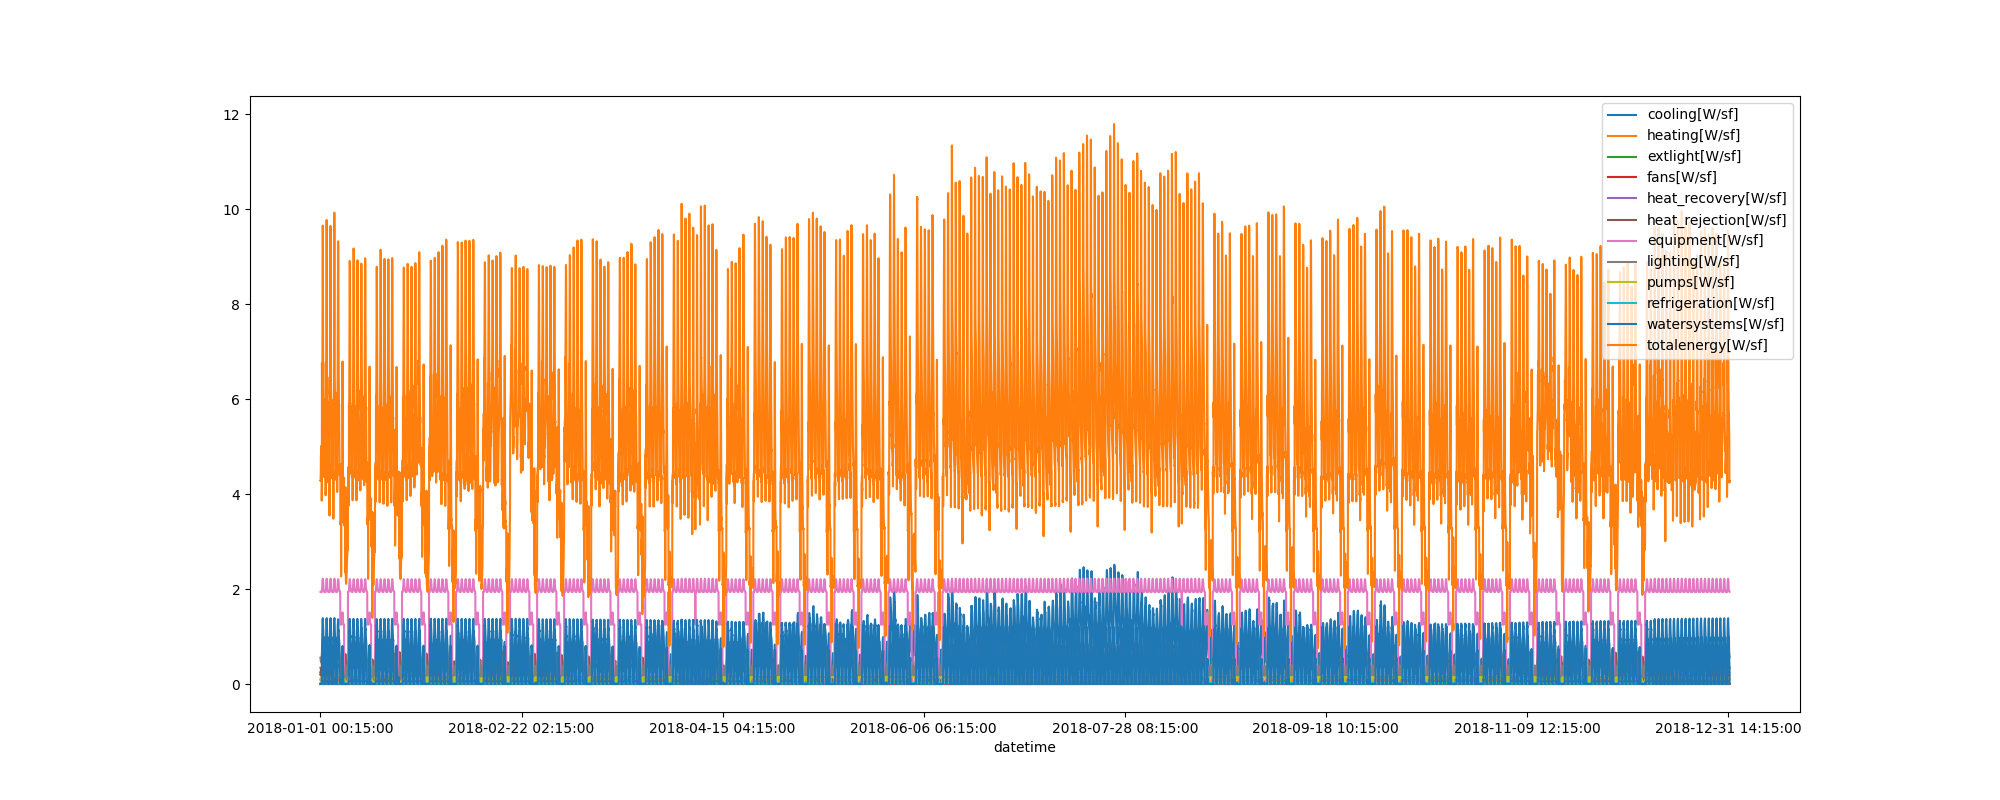 12
10
8
6
4
2
0
cooling[W/sf]
heating[W/sf]
extlight[W/sf]
fans[W/sf]
heat_recovery[W/sf]
heat_rejection[W/sf]
equipment[W/sf]
lighting[W/sf]
pumps[W/sf]
refrigeration[W/sf]
watersystems[W/sf]
totalenergy[W/sf]
2018-01-01 00:15:00 2018-02-22 02:15:00 2018-04-15 04:15:00 2018-06-06 06:15:00 2018-07-28 08:15:00 2018-09-18 10:15:00 2018-11-09 12:15:00 2018-12-31 14:15:00
datetime